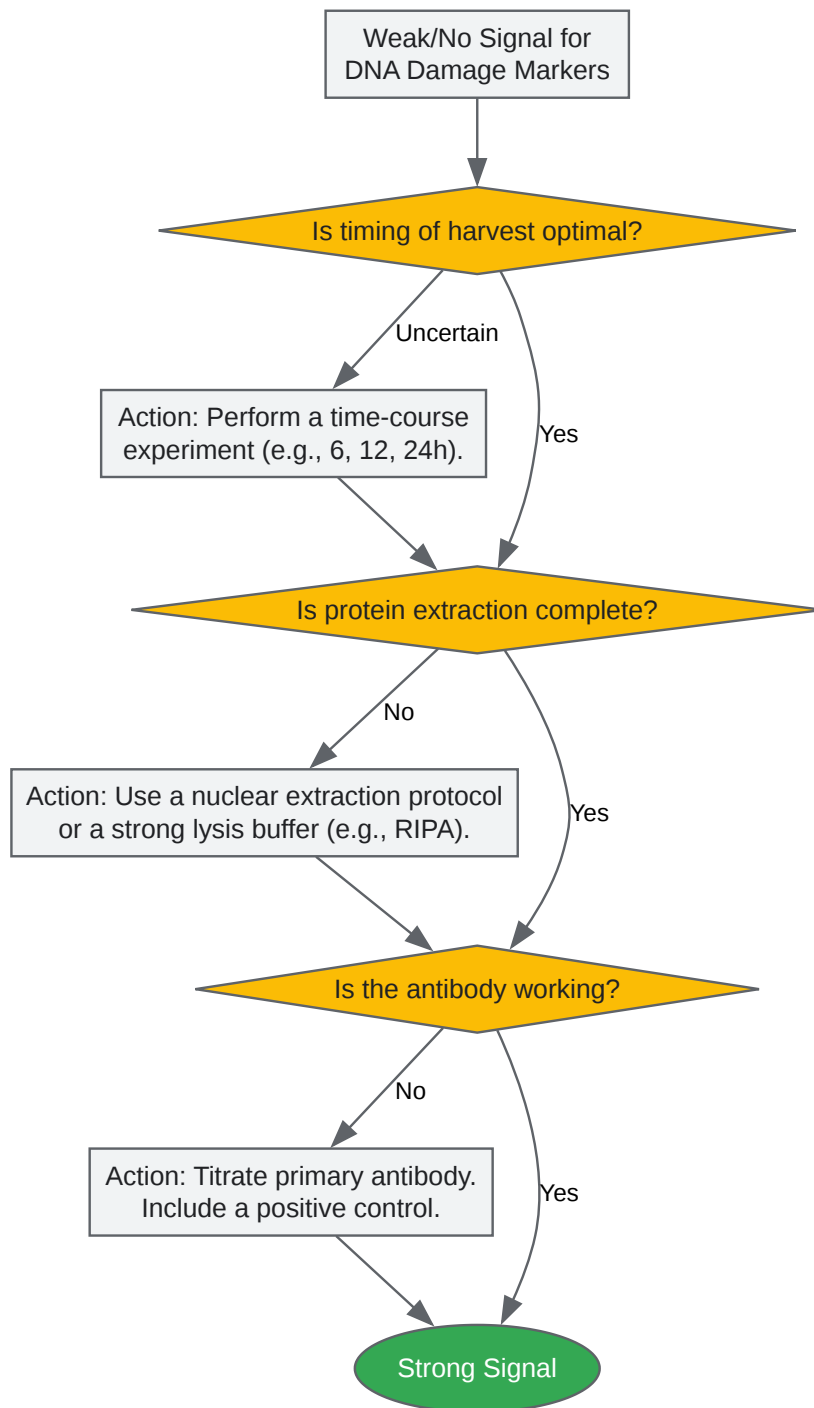 Weak/No Signal for
DNA Damage Markers
Is timing of harvest optimal?
Uncertain
Action: Perform a time-course
experiment (e.g., 6, 12, 24h).
Yes
Is protein extraction complete?
No
Action: Use a nuclear extraction protocol
or a strong lysis buffer (e.g., RIPA).
Yes
Is the antibody working?
No
Action: Titrate primary antibody.
Include a positive control.
Yes
Strong Signal